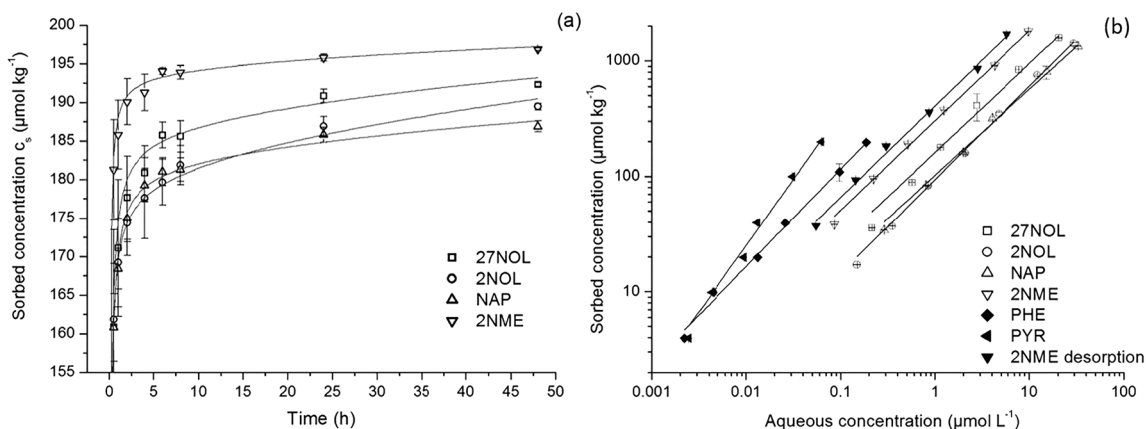 (a)
Sorbed concentration cₛ (µmol kg⁻¹)
200
195
190
185
180
175
170
165
160
155
27NOL
2NOL
NAP
2NME
0 5 10 15 20 25 30 35 40 45 50
Time (h)
(b)
Sorbed concentration (µmol kg⁻¹)
1000
100
10
27NOL
2NOL
NAP
2NME
PHE
PYR
2NME desorption
0.001 0.01 0.1 1 10 100
Aqueous concentration (µmol L⁻¹)